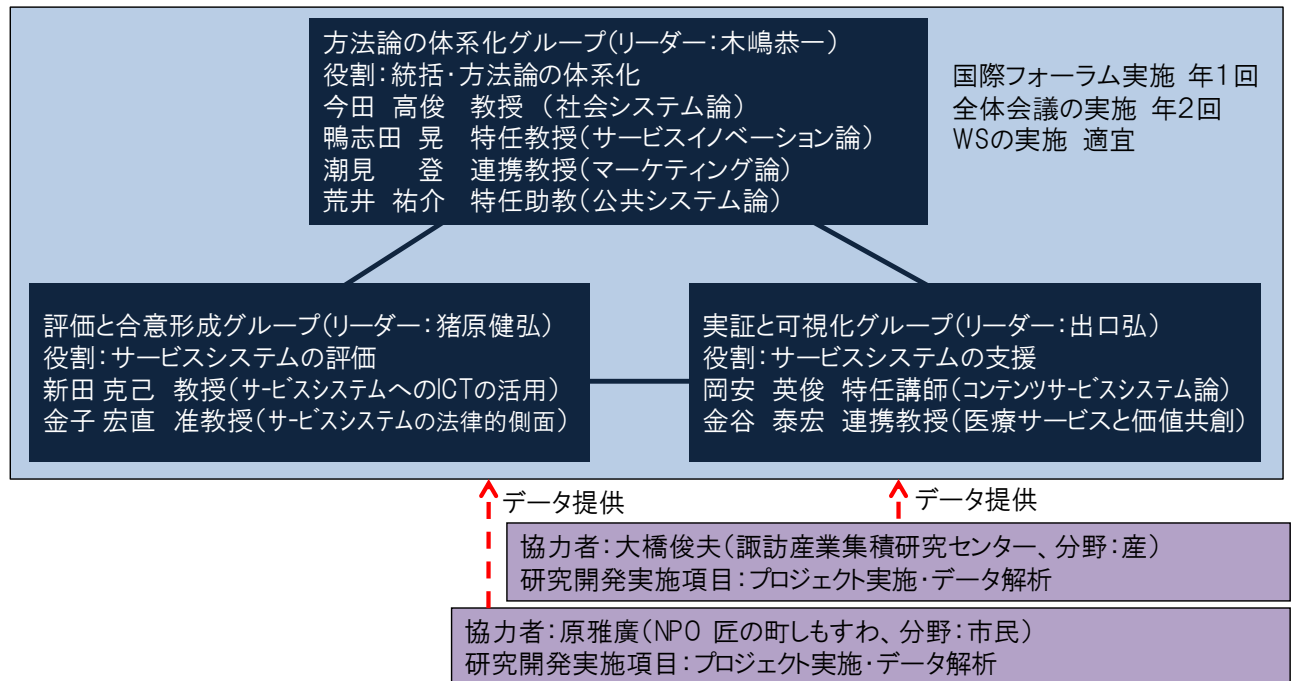 方法論の体系化グループ(リーダー:木嶋恭一)
役割:統括・方法論の体系化
今田 高俊 教授 (社会システム論)
鴨志田 晃 特任教授(サービスイノベーション論)
潮見 登 連携教授(マーケティング論)
荒井 祐介 特任助教(公共システム論)
国際フォーラム実施 年1回
全体会議の実施 年2回
WSの実施 適宜
評価と合意形成グループ(リーダー:猪原健弘)
役割:サービスシステムの評価
新田 克己 教授(サービスシステムへのICTの活用)
金子 宏直 准教授(サービスシステムの法律的側面)
実証と可視化グループ(リーダー:出口弘)
役割:サービスシステムの支援
岡安 英俊 特任講師(コンテンツサービスシステム論)
金谷 泰宏 連携教授(医療サービスと価値共創)
データ提供
データ提供
協力者:大橋俊夫(諏訪産業集積研究センター、分野:産)
研究開発実施項目:プロジェクト実施・データ解析
協力者:原雅廣(NPO 匠の町しもすわ、分野:市民)
研究開発実施項目:プロジェクト実施・データ解析